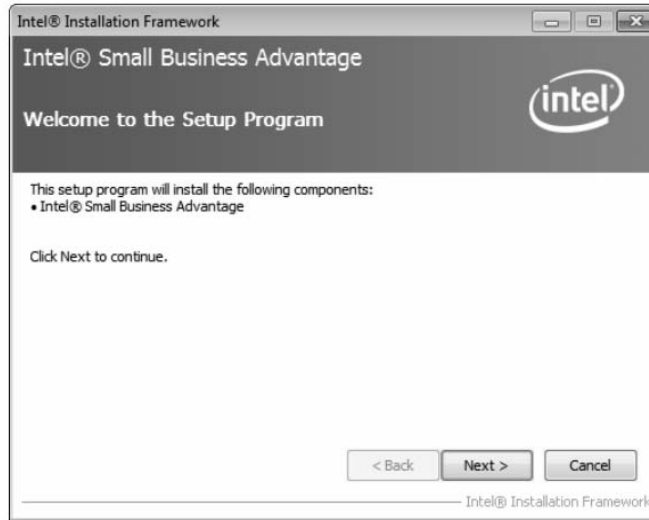 Intel® Installation Framework
Intel® Small Business Advantage
intel
Welcome to the Setup Program
This setup program will install the following components:
• Intel® Small Business Advantage
Click Next to continue.
< Back Next > Cancel
Intel® Installation Framework